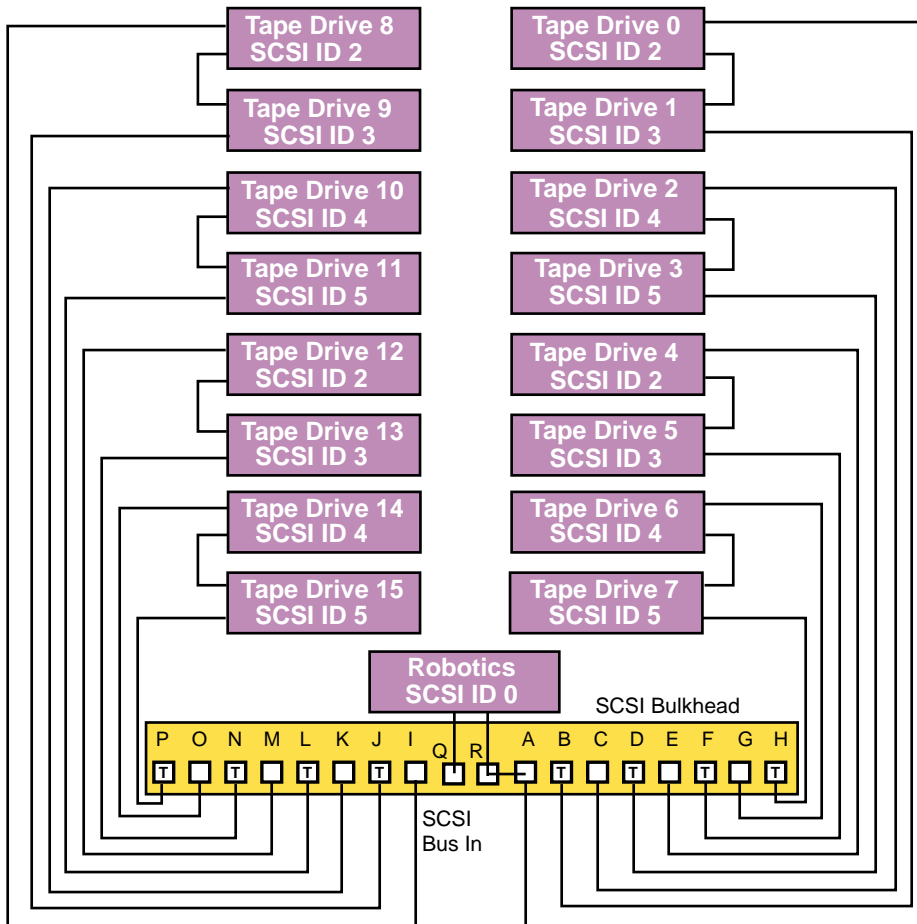 Tape Drive 8
SCSI ID 2
Tape Drive 0
SCSI ID 2
Tape Drive 9
SCSI ID 3
Tape Drive 1
SCSI ID 3
Tape Drive 10
SCSI ID 4
Tape Drive 2
SCSI ID 4
Tape Drive 11
SCSI ID 5
Tape Drive 3
SCSI ID 5
Tape Drive 12
SCSI ID 2
Tape Drive 4
SCSI ID 2
Tape Drive 13
SCSI ID 3
Tape Drive 5
SCSI ID 3
Tape Drive 14
SCSI ID 4
Tape Drive 6
SCSI ID 4
Tape Drive 15
SCSI ID 5
Tape Drive 7
SCSI ID 5
Robotics
SCSI ID 0
SCSI Bulkhead
P O N M L K J I Q R A B C D E F G H
T T T T T T T T
SCSI
Bus In